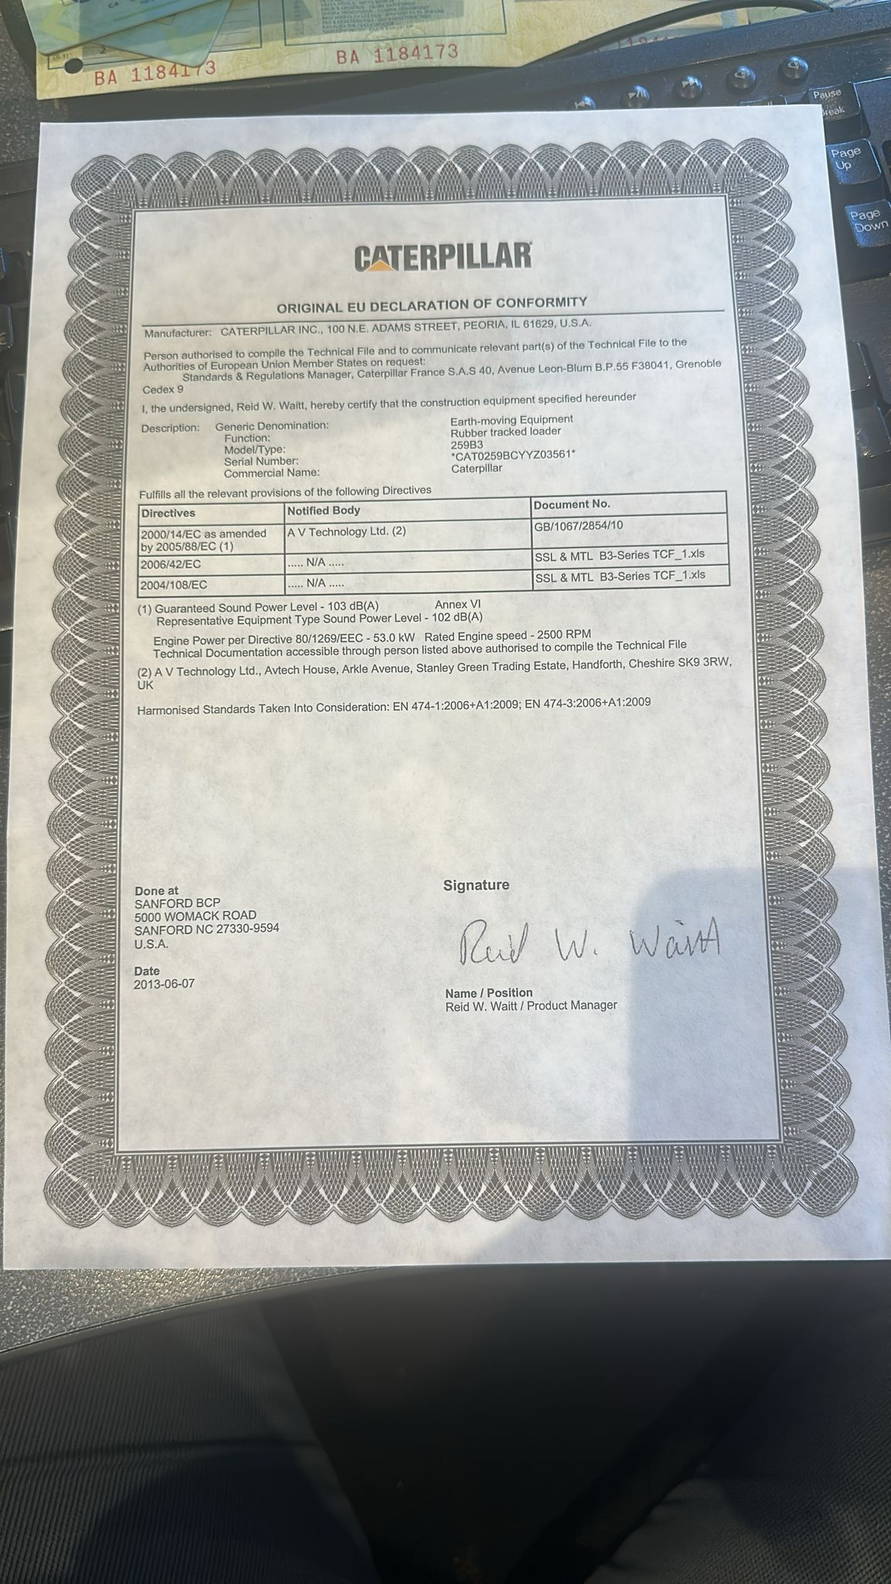 BA 1184173
BA 1184173
Pause
Break
Page
Up
Page
Down
CATERPILLAR
ORIGINAL EU DECLARATION OF CONFORMITY
Manufacturer: CATERPILLAR INC., 100 N.E. ADAMS STREET, PEORIA, IL 61629, U.S.A.
Person authorised to compile the Technical File and to communicate relevant part(s) of the Technical File to the
Authorities of European Union Member States on request:
Standards & Regulations Manager, Caterpillar France S.A.S 40, Avenue Leon-Blum B.P.55 F38041, Grenoble
Cedex 9
I, the undersigned, Reid W. Waitt, hereby certify that the construction equipment specified hereunder
Description: Generic Denomination: Earth-moving Equipment
Function: Rubber tracked loader
Model/Type: 259B3
Serial Number: *CAT0259BCYYZ03561*
Commercial Name: Caterpillar
Fulfills all the relevant provisions of the following Directives
Directives Notified Body Document No.
2000/14/EC as amended A V Technology Ltd. (2) GB/1067/2854/10
by 2005/88/EC (1)
2006/42/EC ..... N/A ..... SSL & MTL B3-Series TCF_1.xls
2004/108/EC ..... N/A ..... SSL & MTL B3-Series TCF_1.xls
(1) Guaranteed Sound Power Level - 103 dB(A) Annex VI
Representative Equipment Type Sound Power Level - 102 dB(A)
Engine Power per Directive 80/1269/EEC - 53.0 kW Rated Engine speed - 2500 RPM
Technical Documentation accessible through person listed above authorised to compile the Technical File
(2) A V Technology Ltd., Avtech House, Arkle Avenue, Stanley Green Trading Estate, Handforth, Cheshire SK9 3RW,
UK
Harmonised Standards Taken Into Consideration: EN 474-1:2006+A1:2009; EN 474-3:2006+A1:2009
Done at
SANFORD BCP
5000 WOMACK ROAD
SANFORD NC 27330-9594
U.S.A.
Date
2013-06-07
Signature
Reid W. Waitt
Name / Position
Reid W. Waitt / Product Manager